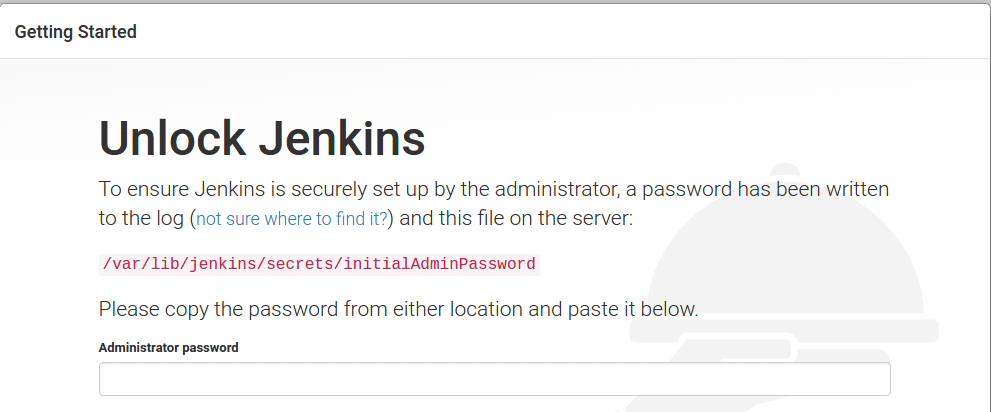 Getting Started
Unlock Jenkins
To ensure Jenkins is securely set up by the administrator, a password has been written
to the log (not sure where to find it?) and this file on the server:
/var/lib/jenkins/secrets/initialAdminPassword
Please copy the password from either location and paste it below.
Administrator password